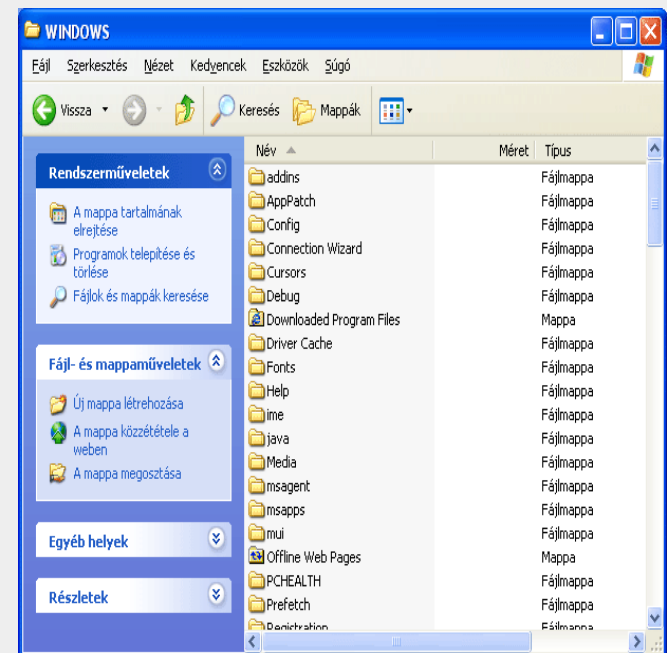 WINDOWS
Fájl Szerkesztés Nézet Kedvencek Eszközök Súgó
Vissza Keresés Mappák
Rendszerműveletek
A mappa tartalmának
elrejtése
Programok telepítése és
törlése
Fájlok és mappák keresése
Fájl- és mappaműveletek
Új mappa létrehozása
A mappa közzététele a
weben
A mappa megosztása
Egyéb helyek
Részletek
Név Méret Típus
addins Fájlmappa
AppPatch Fájlmappa
Config Fájlmappa
Connection Wizard Fájlmappa
Cursors Fájlmappa
Debug Fájlmappa
Downloaded Program Files Mappa
Driver Cache Fájlmappa
Fonts Fájlmappa
Help Fájlmappa
ime Fájlmappa
java Fájlmappa
Media Fájlmappa
msagent Fájlmappa
msapps Fájlmappa
mui Fájlmappa
Offline Web Pages Mappa
PCHEALTH Fájlmappa
Prefetch Fájlmappa
Registration Fájlmappa